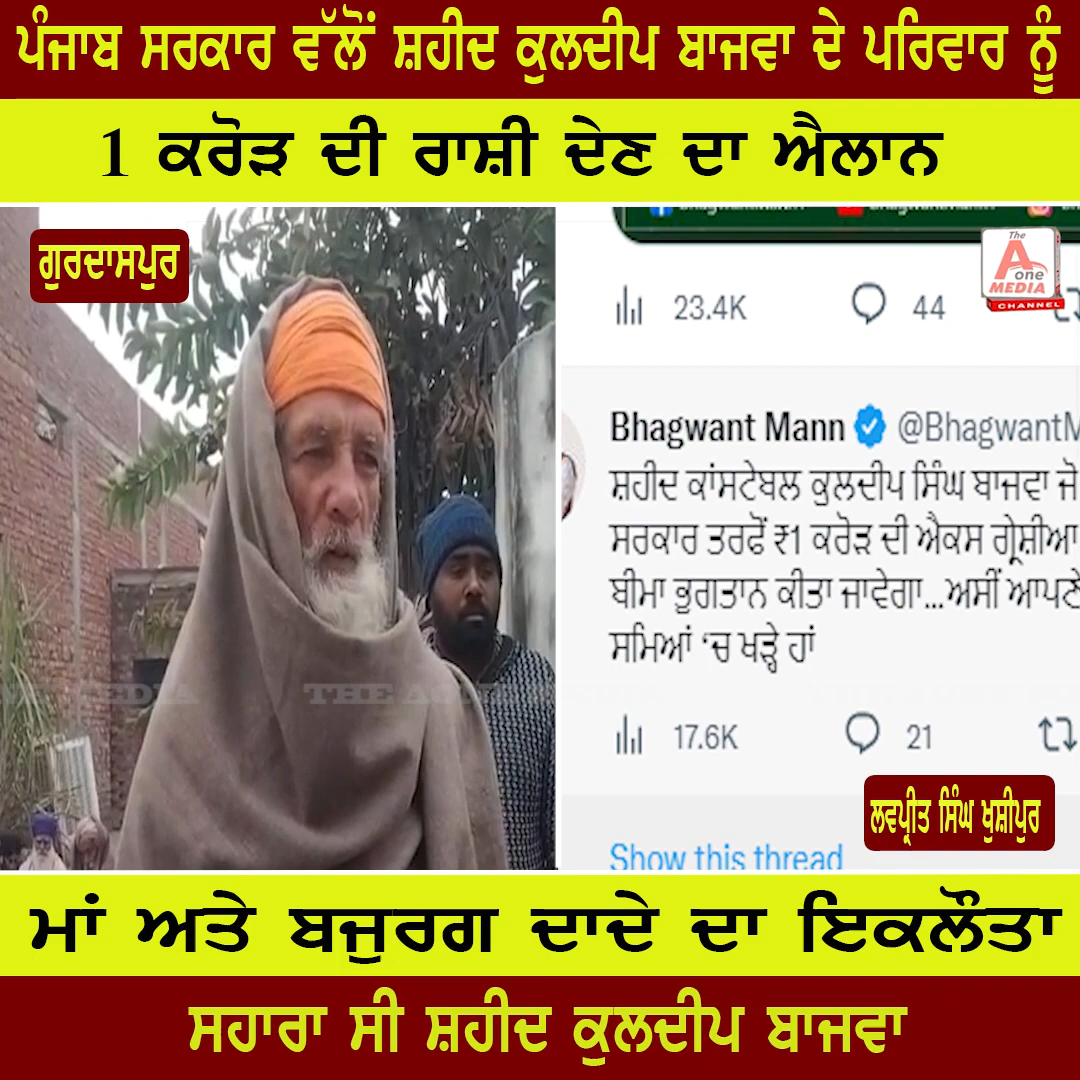 ਪੰਜਾਬ ਸਰਕਾਰ ਵੱਲੋਂ ਸ਼ਹੀਦ ਕੁਲਦੀਪ ਬਾਜਵਾ ਦੇ ਪਰਿਵਾਰ ਨੂੰ
1 ਕਰੋੜ ਦੀ ਰਾਸ਼ੀ ਦੇਣ ਦਾ ਐਲਾਨ
ਗੁਰਦਾਸਪੁਰ
The A one
MEDIA
CHANNEL
23.4K 44
Bhagwant Mann @BhagwantM
ਸ਼ਹੀਦ ਕਾਂਸਟੇਬਲ ਕੁਲਦੀਪ ਸਿੰਘ ਬਾਜਵਾ ਜੋ
ਸਰਕਾਰ ਤਰਫੋਂ ₹1 ਕਰੋੜ ਦੀ ਐਕਸ ਗ੍ਰੇਸ਼ੀਆ
ਬੀਮਾ ਭੁਗਤਾਨ ਕੀਤਾ ਜਾਵੇਗਾ...ਅਸੀਂ ਆਪਣੇ
ਸਮਿਆਂ ‘ਚ ਖੜ੍ਹੇ ਹਾਂ
17.6K 21
ਲਵਪ੍ਰੀਤ ਸਿੰਘ ਖੁਸ਼ੀਪੁਰ
Show this thread
ਮਾਂ ਅਤੇ ਬਜੁਰਗ ਦਾਦੇ ਦਾ ਇਕਲੌਤਾ
ਸਹਾਰਾ ਸੀ ਸ਼ਹੀਦ ਕੁਲਦੀਪ ਬਾਜਵਾ